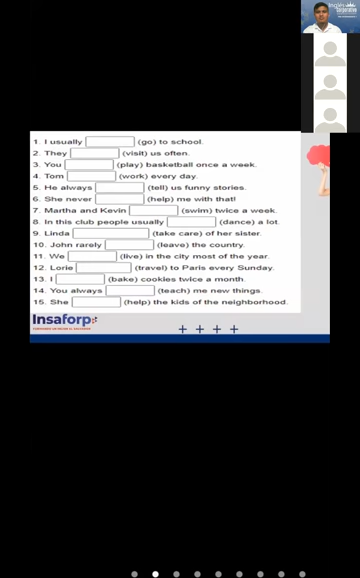 Inglés
corporativo
1. I usually (go) to school.
2. They (visit) us often.
3. You (play) basketball once a week.
4. Tom (work) every day.
5. He always (tell) us funny stories.
6. She never (help) me with that!
7. Martha and Kevin (swim) twice a week.
8. In this club people usually (dance) a lot.
9. Linda (take care) of her sister.
10. John rarely (leave) the country.
11. We (live) in the city most of the year.
12. Lorie (travel) to Paris every Sunday.
13. I (bake) cookies twice a month.
14. You always (teach) me new things.
15. She (help) the kids of the neighborhood.
Insaforp